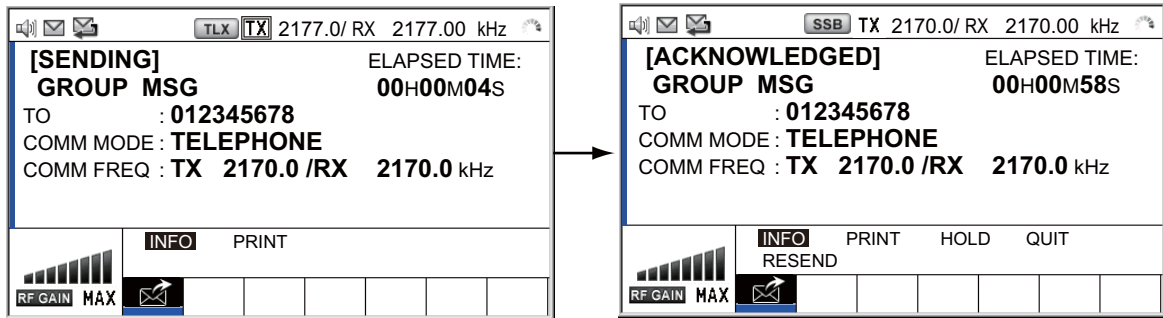 TLX TX 2177.0/ RX 2177.00 kHz
[SENDING] ELAPSED TIME:
GROUP MSG 00H00M04S
TO : 012345678
COMM MODE : TELEPHONE
COMM FREQ : TX 2170.0 /RX 2170.0 kHz
INFO PRINT
RF GAIN MAX
SSB TX 2170.0/ RX 2170.00 kHz
[ACKNOWLEDGED] ELAPSED TIME:
GROUP MSG 00H00M58S
TO : 012345678
COMM MODE : TELEPHONE
COMM FREQ : TX 2170.0 /RX 2170.0 kHz
INFO PRINT HOLD QUIT
RESEND
RF GAIN MAX